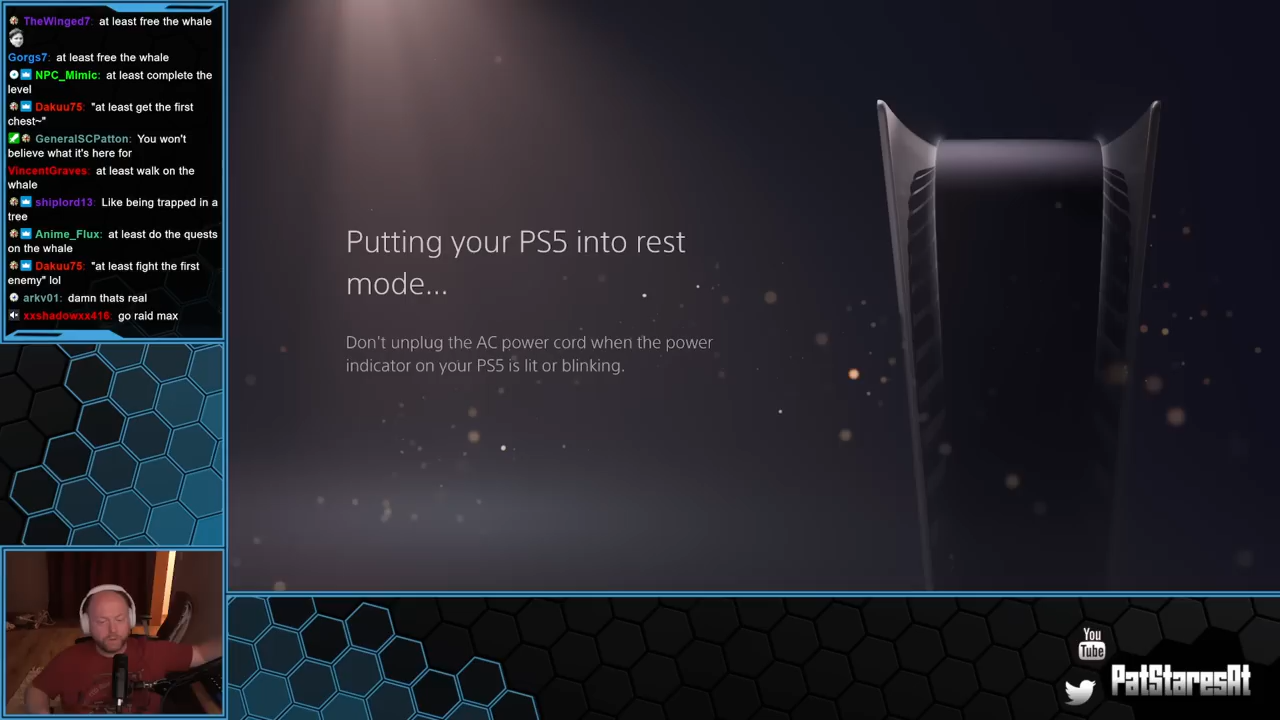 TheWinged7: at least free the whale
Gorgs7: at least free the whale
NPC_Mimic: at least complete the
level
Dakuu75: "at least get the first
chest~"
GeneralSCPatton: You won't
believe what it's here for
VincentGraves: at least walk on the
whale
shiplord13: Like being trapped in a
tree
Anime_Flux: at least do the quests
on the whale
Dakuu75: "at least fight the first
enemy" lol
arkv01: damn thats real
xxshadowxx416: go raid max
Putting your PS5 into rest
mode...
Don't unplug the AC power cord when the power
indicator on your PS5 is lit or blinking.
You
Tube
PatStaresAt